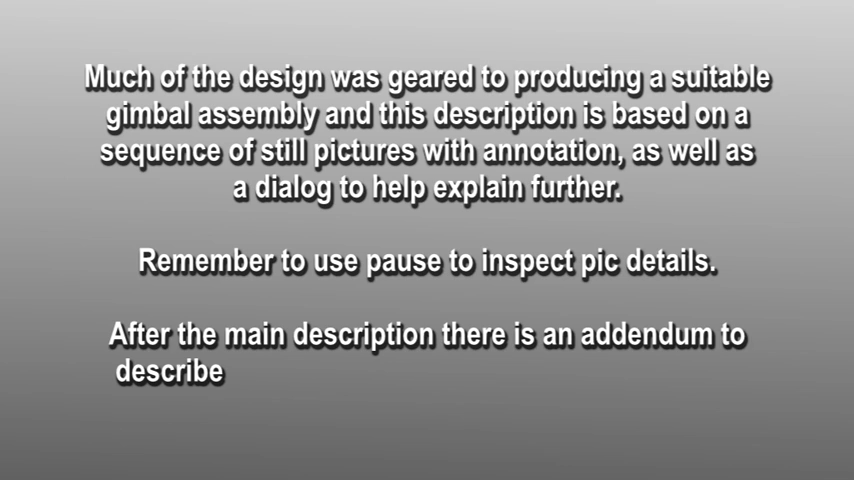 Much of the design was geared to producing a suitable
gimbal assembly and this description is based on a
sequence of still pictures with annotation, as well as
a dialog to help explain further.
Remember to use pause to inspect pic details.
After the main description there is an addendum to
describe